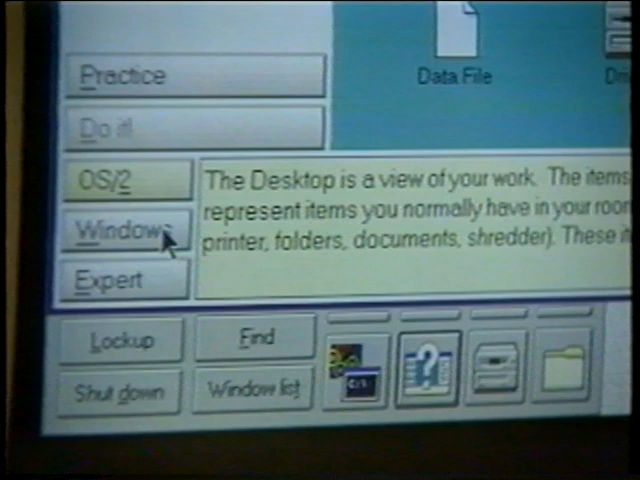 Practice
Data File
Do it!
OS/2
The Desktop is a view of your work. The items
Windows
represent items you normally have in your
printer, folders, documents, shredder). These
Expert
Lockup
Find
Shut down
Window list
C:\